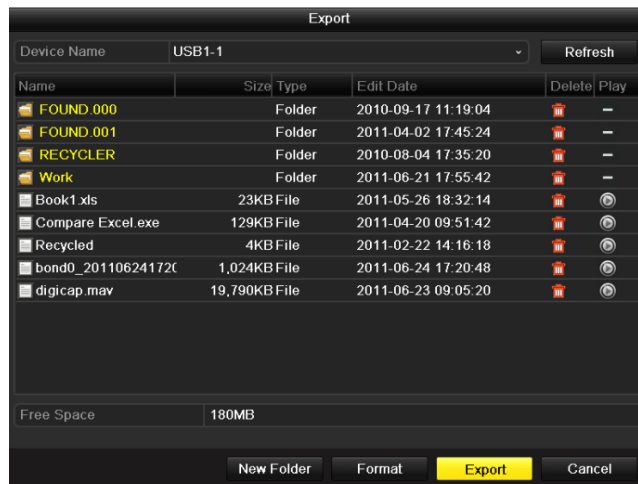 Export
Device Name USB1-1 Refresh
Name Size Type Edit Date Delete Play
FOUND.000 Folder 2010-09-17 11:19:04 –
FOUND.001 Folder 2011-04-02 17:45:24 –
RECYCLER Folder 2010-08-04 17:35:20 –
Work Folder 2011-06-21 17:55:42 –
Book1.xls 23KB File 2011-05-26 18:32:14
Compare Excel.exe 129KB File 2011-04-20 09:51:42
Recycled 4KB File 2011-02-22 14:16:18
bond0_201106241720 1,024KB File 2011-06-24 17:20:48
digicap.mav 19,790KB File 2011-06-23 09:05:20
Free Space 180MB
New Folder Format Export Cancel